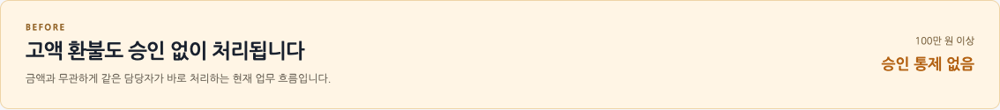 BEFORE
고액 환불도 승인 없이 처리됩니다
금액과 무관하게 같은 담당자가 바로 처리하는 현재 업무 흐름입니다.
100만 원 이상
승인 통제 없음